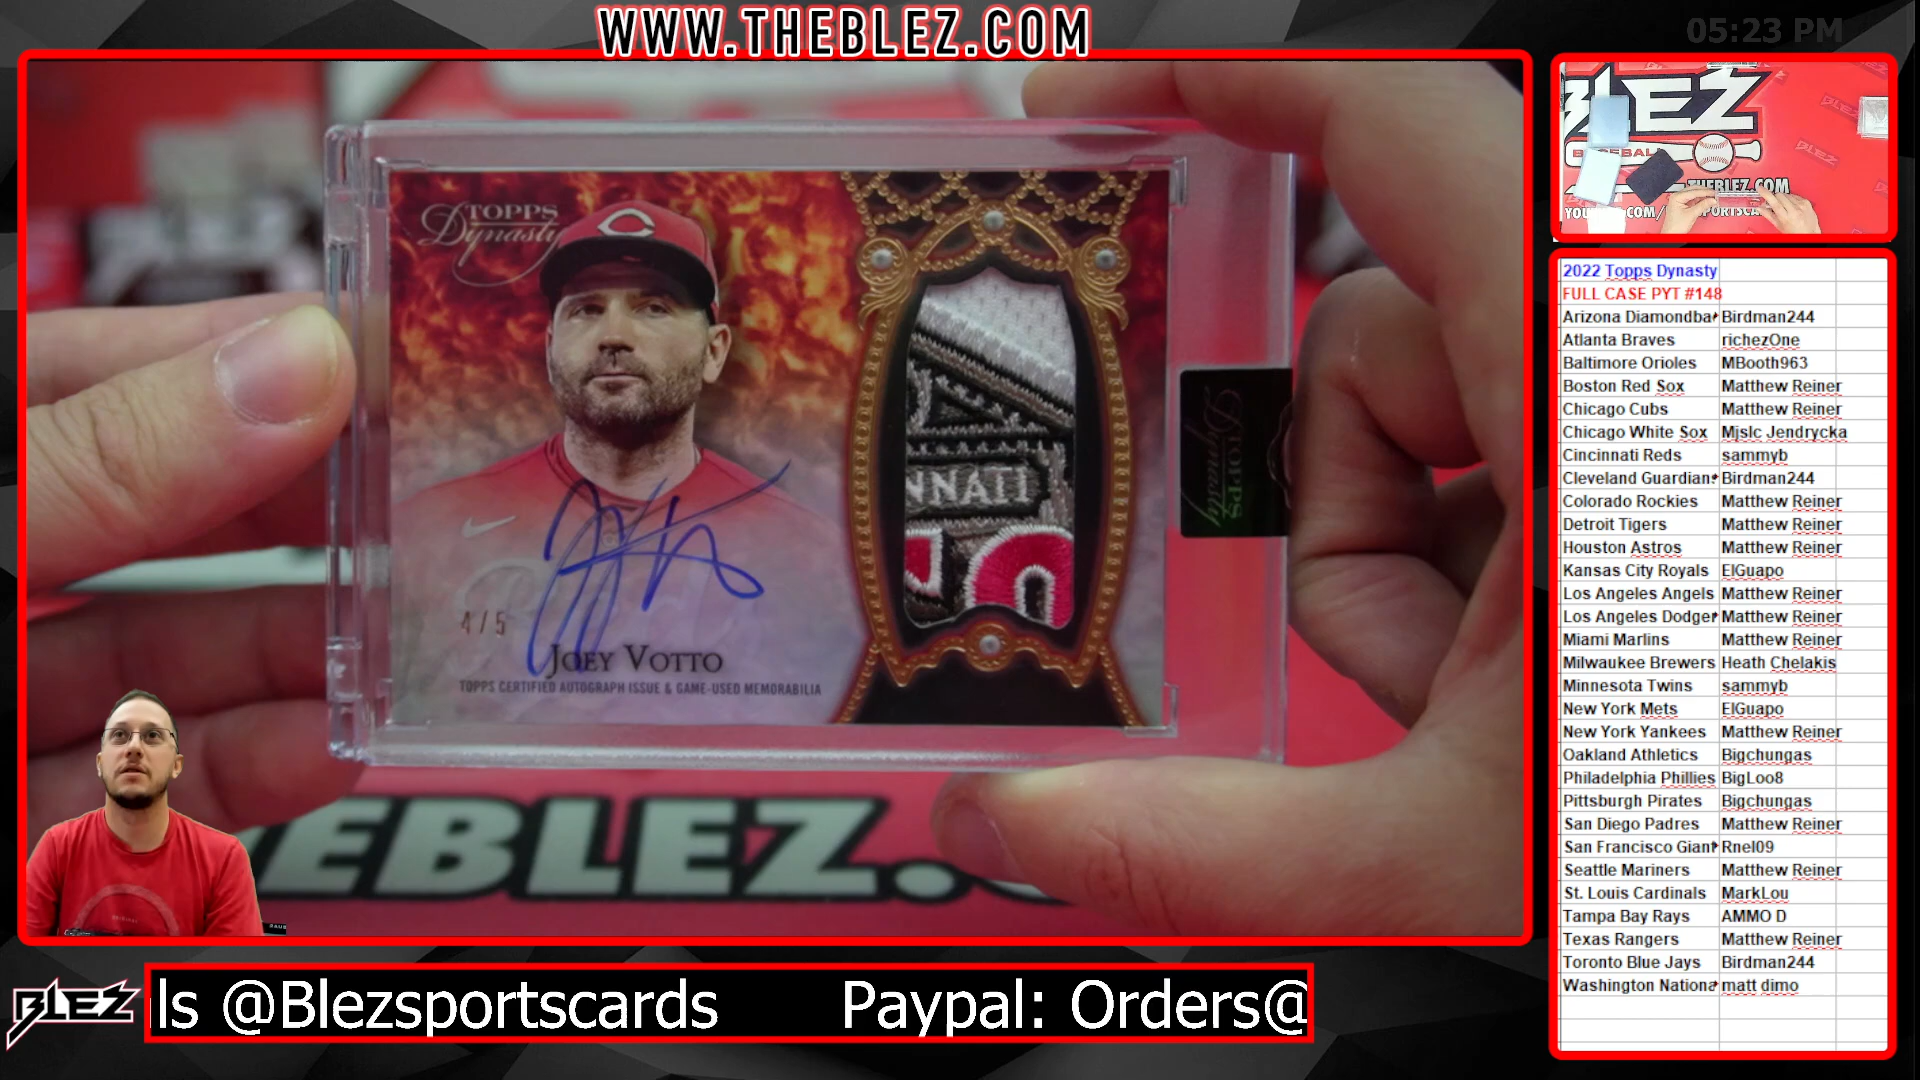 WWW.THEBLEZ.COM
05:23 PM
TOPPS
Dynasty
NNATI
4/5
JOEY VOTTO
TOPPS CERTIFIED AUTOGRAPH ISSUE & GAME-USED MEMORABILIA
TOPPS
Dynasty
EBLEZ.
BLEZ
BASEBALL
THEBLEZ.COM
2022 Topps Dynasty
FULL CASE PYT #148
Arizona Diamondba Birdman244
Atlanta Braves richezOne
Baltimore Orioles MBooth963
Boston Red Sox Matthew Reiner
Chicago Cubs Matthew Reiner
Chicago White Sox Mjslc Jendrycka
Cincinnati Reds sammyb
Cleveland Guardian Birdman244
Colorado Rockies Matthew Reiner
Detroit Tigers Matthew Reiner
Houston Astros Matthew Reiner
Kansas City Royals ElGuapo
Los Angeles Angels Matthew Reiner
Los Angeles Dodger Matthew Reiner
Miami Marlins Matthew Reiner
Milwaukee Brewers Heath Chelakis
Minnesota Twins sammyb
New York Mets ElGuapo
New York Yankees Matthew Reiner
Oakland Athletics Bigchungas
Philadelphia Phillies BigLoo8
Pittsburgh Pirates Bigchungas
San Diego Padres Matthew Reiner
San Francisco Giant Rnel09
Seattle Mariners Matthew Reiner
St. Louis Cardinals MarkLou
Tampa Bay Rays AMMO D
Texas Rangers Matthew Reiner
Toronto Blue Jays Birdman244
Washington Nationa matt dimo
BLEZ
ls @Blezsportscards Paypal: Orders@